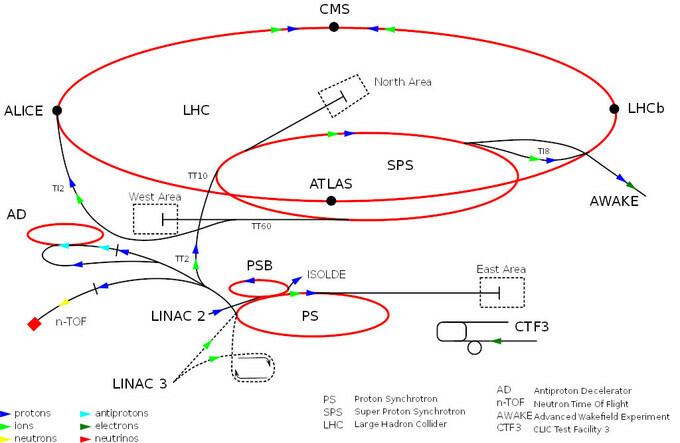 CMS
North Area
ALICE
LHC
LHCb
TT10
SPS
TI8
TI2
ATLAS
West Area
AWAKE
AD
TT60
TT2
PSB
ISOLDE
East Area
LINAC 2
PS
n-TOF
CTF3
LINAC 3
protons
ions
neutrons
antiprotons
electrons
neutrinos
PS Proton Synchrotron
SPS Super Proton Synchrotron
LHC Large Hadron Collider
AD Antiproton Decelerator
n-TOF Neutron Time Of Flight
AWAKE Advanced Wakefield Experiment
CTF3 CLIC Test Facility 3